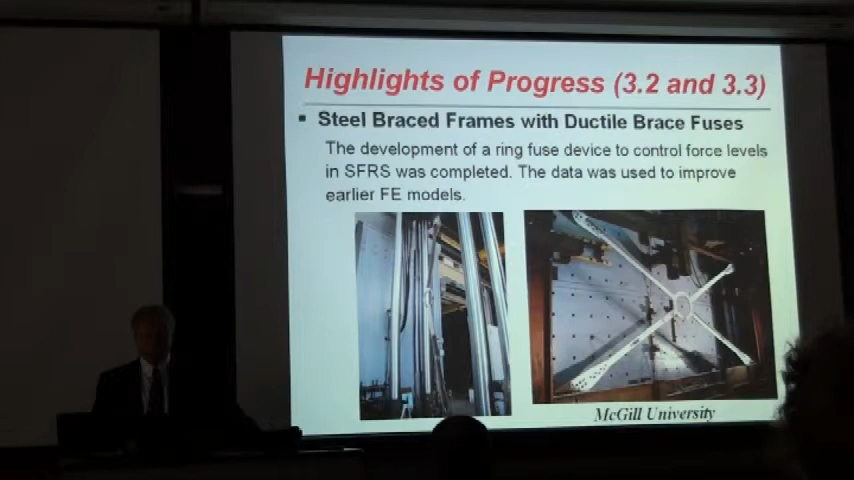 Highlights of Progress (3.2 and 3.3)
Steel Braced Frames with Ductile Brace Fuses
The development of a ring fuse device to control force levels
in SFRS was completed. The data was used to improve
earlier FE models.
McGill University